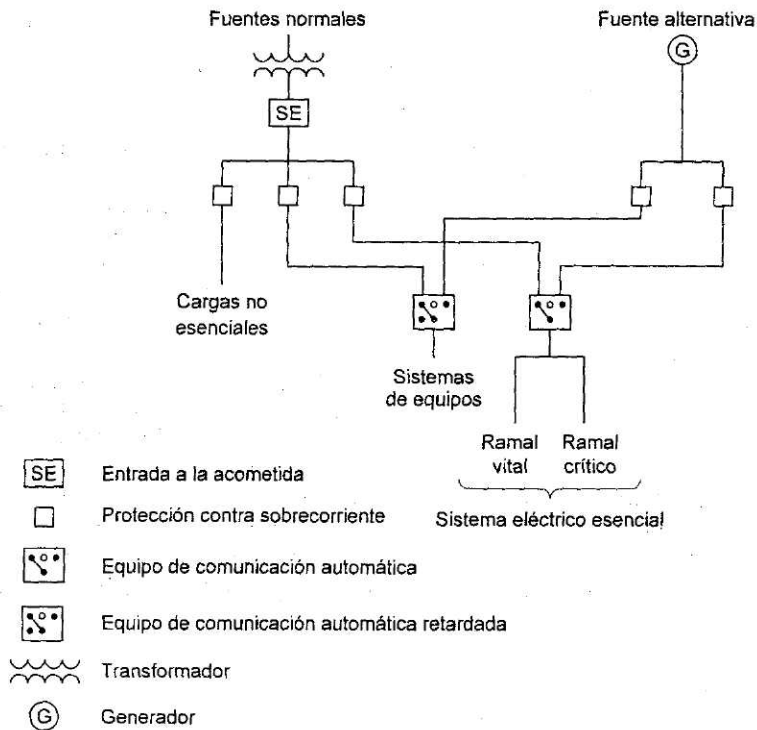 Fuentes normales
Fuente alternativa
G
SE
Cargas no
esenciales
Sistemas
de equipos
Ramal
vital
Ramal
crítico
Sistema eléctrico esencial
SE Entrada a la acometida
Protección contra sobrecorriente
Equipo de comunicación automática
Equipo de comunicación automática retardada
Transformador
G Generador